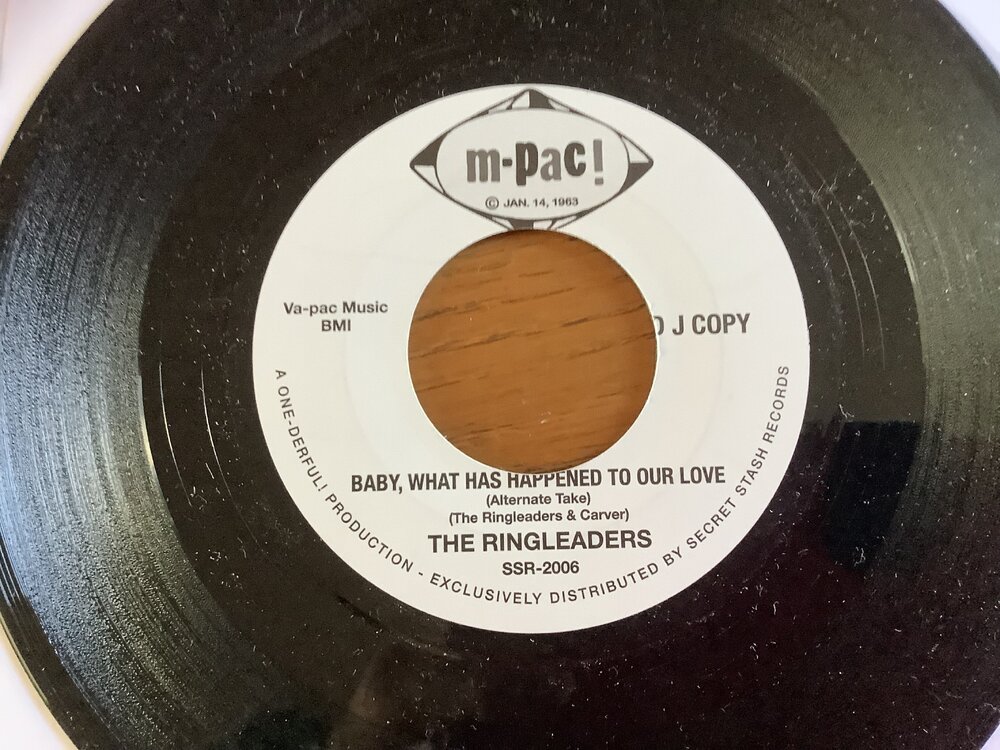 m-pac!
© JAN. 14, 1963
Va-pac Music
BMI
D J COPY
BABY, WHAT HAS HAPPENED TO OUR LOVE
(Alternate Take)
(The Ringleaders & Carver)
THE RINGLEADERS
SSR-2006
A ONE-DERFUL! PRODUCTION - EXCLUSIVELY DISTRIBUTED BY SECRET STASH RECORDS